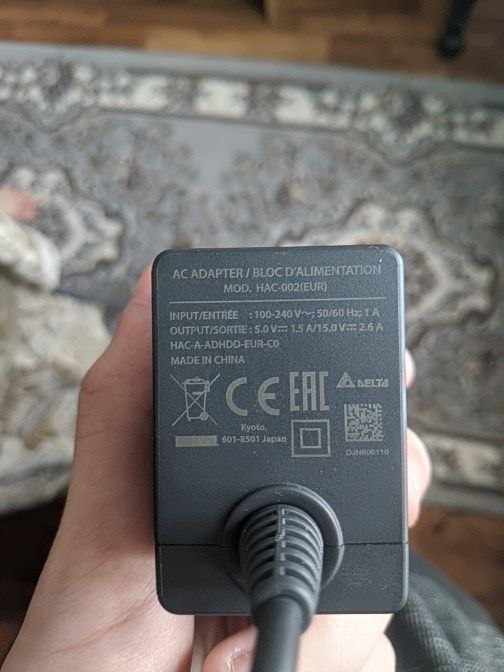 AC ADAPTER / BLOC D'ALIMENTATION
MOD. HAC-002(EUR)
INPUT/ENTRÉE : 100-240 V~; 50/60 Hz; 1 A
OUTPUT/SORTIE : 5.0 V⎓ 1.5 A/15.0 V⎓ 2.6 A
HAC-A-ADHDD-EUR-C0
MADE IN CHINA
CE EAC DELTA
Kyoto,
601-8501 Japan
DJN606110